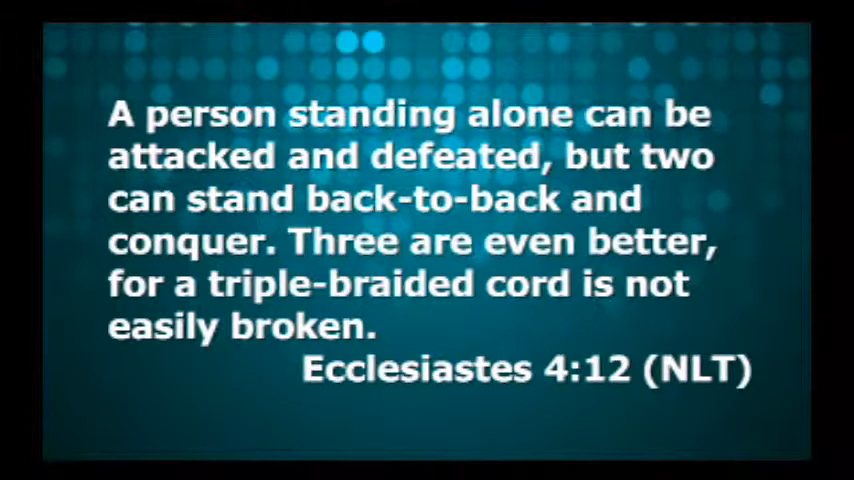 A person standing alone can be
attacked and defeated, but two
can stand back-to-back and
conquer. Three are even better,
for a triple-braided cord is not
easily broken.
Ecclesiastes 4:12 (NLT)